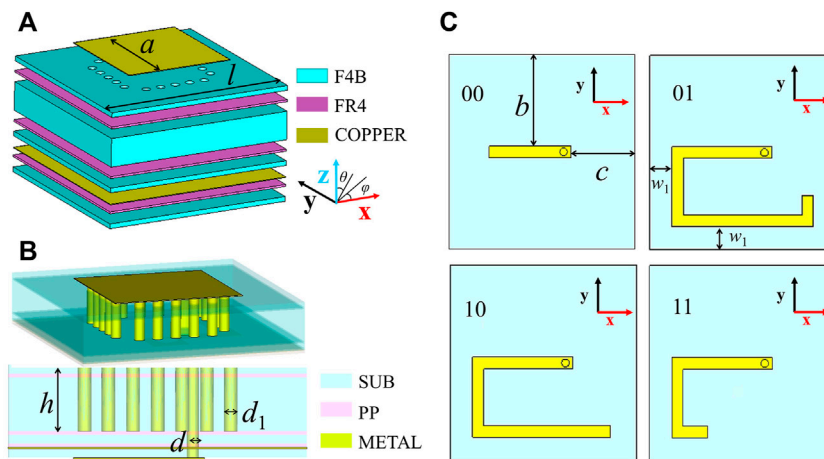 A
a
l
F4B
FR4
COPPER
z
θ
φ
y
x
B
h
d
d₁
SUB
PP
METAL
C
00
b
c
y
x
01
w₁
w₁
y
x
10
y
x
11
y
x